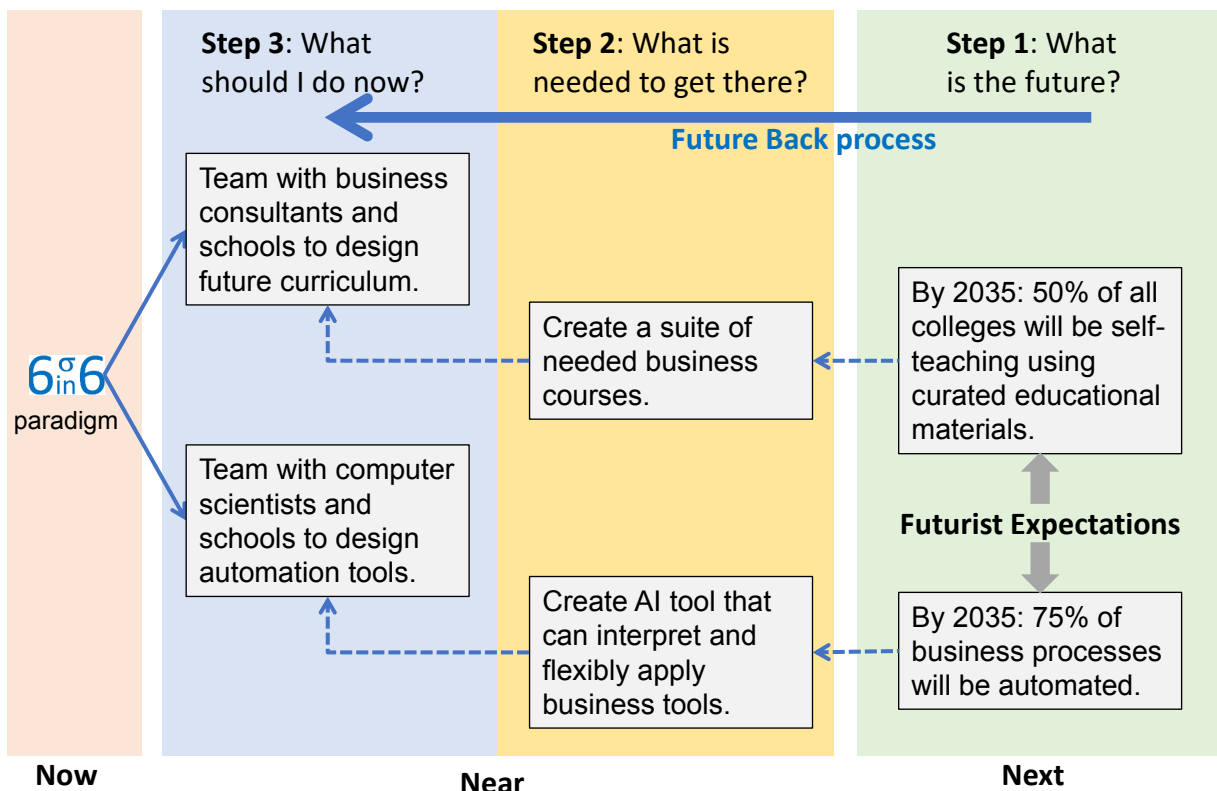 Step 3: What
should I do now?
Step 2: What is
needed to get there?
Step 1: What
is the future?
Future Back process
Team with business
consultants and
schools to design
future curriculum.
Create a suite of
needed business
courses.
By 2035: 50% of all
colleges will be self-
teaching using
curated educational
materials.
6σin6
paradigm
Team with computer
scientists and
schools to design
automation tools.
Futurist Expectations
Create AI tool that
can interpret and
flexibly apply
business tools.
By 2035: 75% of
business processes
will be automated.
Now
Near
Next